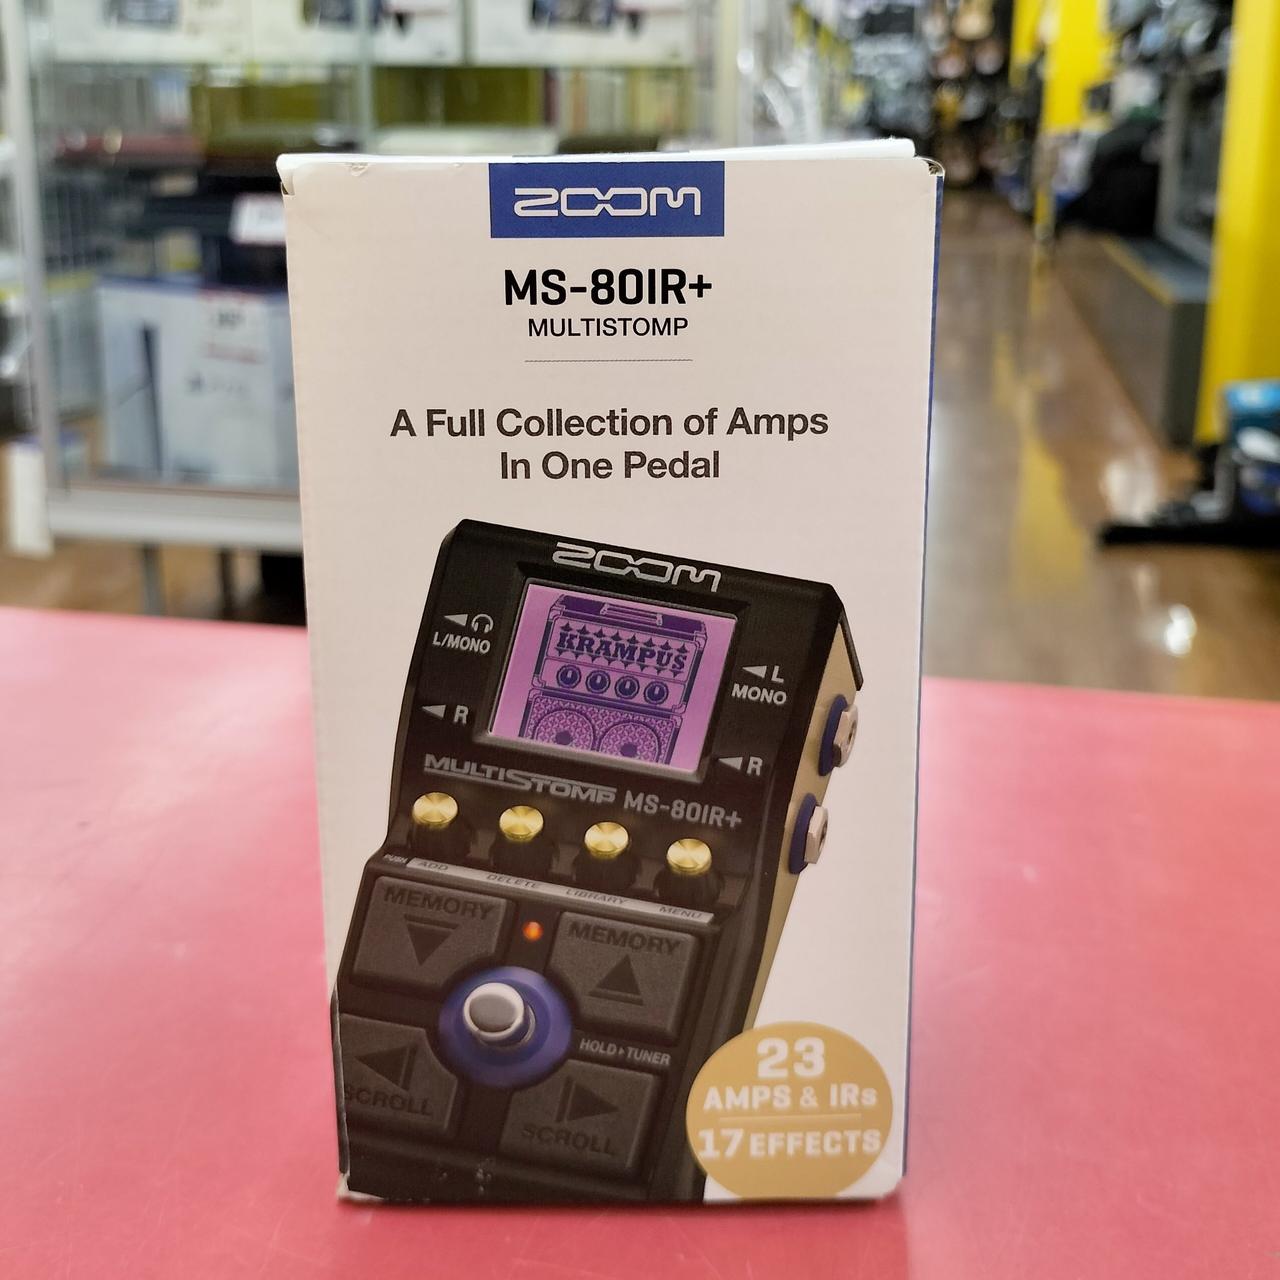 ZOOM
MS-80IR+
MULTISTOMP
A Full Collection of Amps
In One Pedal
ZOOM
L/MONO
R
KRAMPUS
L
MONO
R
MULTISTOMP MS-80IR+
PUSH ADD DELETE LIBRARY MENU
MEMORY
MEMORY
HOLD▸TUNER
SCROLL
SCROLL
23
AMPS & IRs
17 EFFECTS